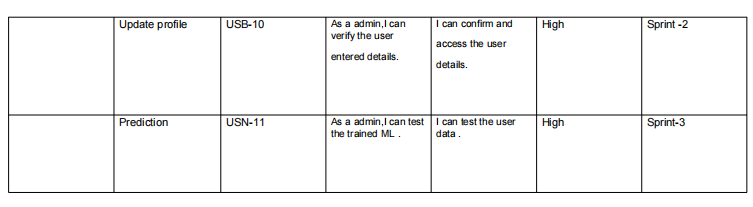 Update profile
USB-10
As a admin,I can
verify the user
entered details.
I can confirm and
access the user
details.
High
Sprint -2
Prediction
USN-11
As a admin,I can test
the trained ML .
I can test the user
data .
High
Sprint-3